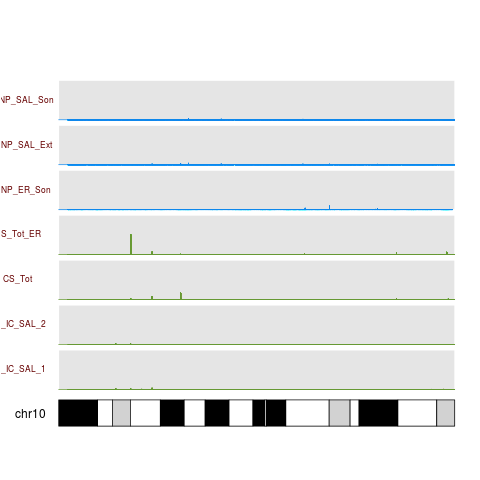 NP_SAL_Son
NP_SAL_Ext
NP_ER_Son
S_Tot_ER
CS_Tot
_IC_SAL_2
_IC_SAL_1
chr10